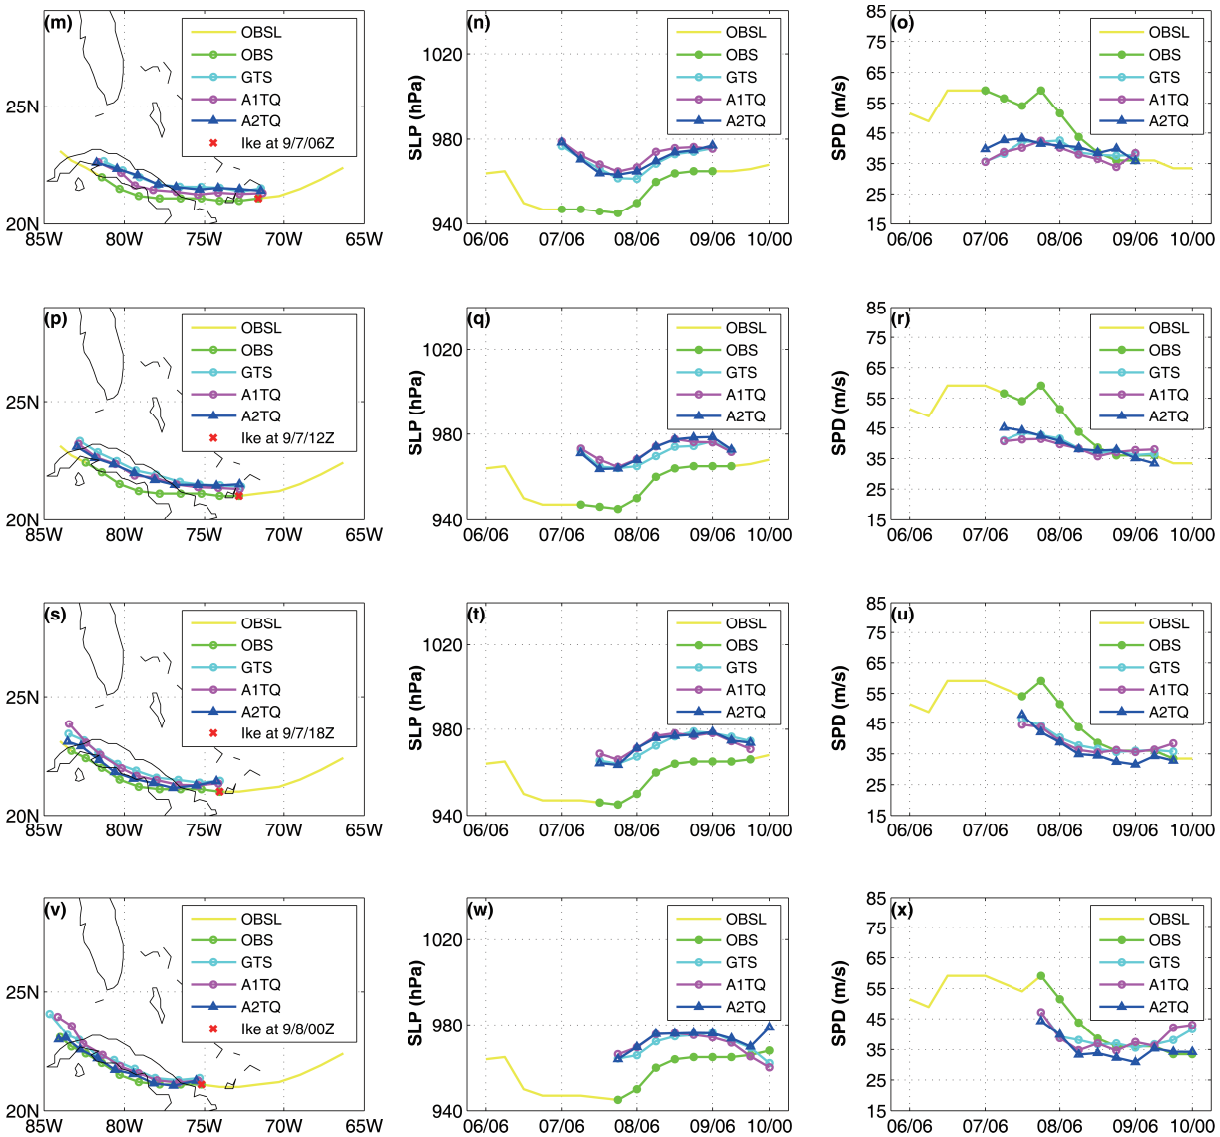 (m)
OBSL
OBS
GTS
A1TQ
A2TQ
Ike at 9/7/06Z
25N
20N
85W 80W 75W 70W 65W
(n)
OBSL
OBS
GTS
A1TQ
A2TQ
SLP (hPa)
1020
980
940
06/06 07/06 08/06 09/06 10/00
(o)
OBSL
OBS
GTS
A1TQ
A2TQ
SPD (m/s)
85
75
65
55
45
35
25
15
06/06 07/06 08/06 09/06 10/00
(p)
OBSL
OBS
GTS
A1TQ
A2TQ
Ike at 9/7/12Z
25N
20N
85W 80W 75W 70W 65W
(q)
OBSL
OBS
GTS
A1TQ
A2TQ
SLP (hPa)
1020
980
940
06/06 07/06 08/06 09/06 10/00
(r)
OBSL
OBS
GTS
A1TQ
A2TQ
SPD (m/s)
85
75
65
55
45
35
25
15
06/06 07/06 08/06 09/06 10/00
(s)
OBSL
OBS
GTS
A1TQ
A2TQ
Ike at 9/7/18Z
25N
20N
85W 80W 75W 70W 65W
(t)
OBSL
OBS
GTS
A1TQ
A2TQ
SLP (hPa)
1020
980
940
06/06 07/06 08/06 09/06 10/00
(u)
OBSL
OBS
GTS
A1TQ
A2TQ
SPD (m/s)
85
75
65
55
45
35
25
15
06/06 07/06 08/06 09/06 10/00
(v)
OBSL
OBS
GTS
A1TQ
A2TQ
Ike at 9/8/00Z
25N
20N
85W 80W 75W 70W 65W
(w)
OBSL
OBS
GTS
A1TQ
A2TQ
SLP (hPa)
1020
980
940
06/06 07/06 08/06 09/06 10/00
(x)
OBSL
OBS
GTS
A1TQ
A2TQ
SPD (m/s)
85
75
65
55
45
35
25
15
06/06 07/06 08/06 09/06 10/00